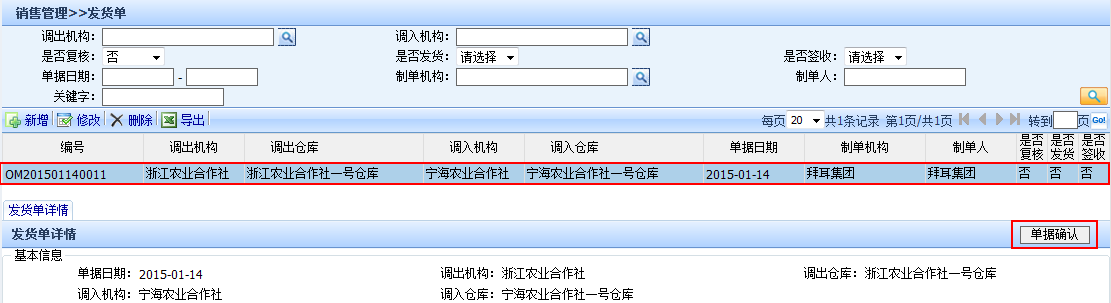 销售管理>>发货单
调出机构： 调入机构：
是否复核： 否 是否发货： 请选择 是否签收： 请选择
单据日期： - 制单机构： 制单人：
关键字：
新增 修改 删除 导出 每页 20 共1条记录 第1页/共1页 转到 页 Go!
编号 调出机构 调出仓库 调入机构 调入仓库 单据日期 制单机构 制单人 是否复核 是否发货 是否签收
OM201501140011 浙江农业合作社 浙江农业合作社一号仓库 宁海农业合作社 宁海农业合作社一号仓库 2015-01-14 拜耳集团 拜耳集团 否 否 否
发货单详情
发货单详情 单据确认
基本信息
单据日期： 2015-01-14 调出机构： 浙江农业合作社 调出仓库： 浙江农业合作社一号仓库
调入机构： 宁海农业合作社 调入仓库： 宁海农业合作社一号仓库